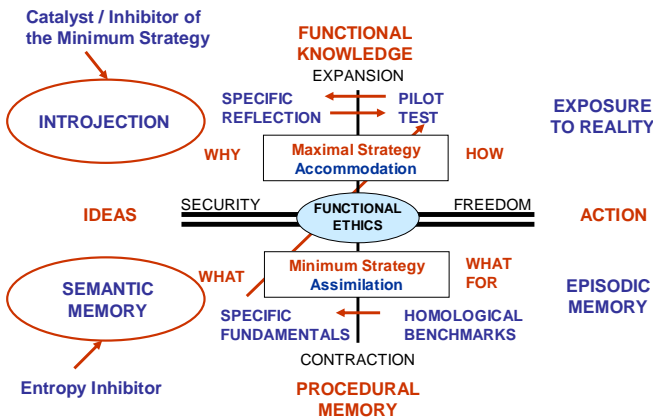 Catalyst / Inhibitor of
the Minimum Strategy
FUNCTIONAL
KNOWLEDGE
EXPANSION
SPECIFIC
REFLECTION
PILOT
TEST
INTROJECTION
EXPOSURE
TO REALITY
WHY
Maximal Strategy
Accommodation
HOW
IDEAS
SECURITY
FUNCTIONAL
ETHICS
FREEDOM
ACTION
WHAT
Minimum Strategy
Assimilation
WHAT
FOR
SEMANTIC
MEMORY
EPISODIC
MEMORY
SPECIFIC
FUNDAMENTALS
HOMOLOGICAL
BENCHMARKS
CONTRACTION
Entropy Inhibitor
PROCEDURAL
MEMORY